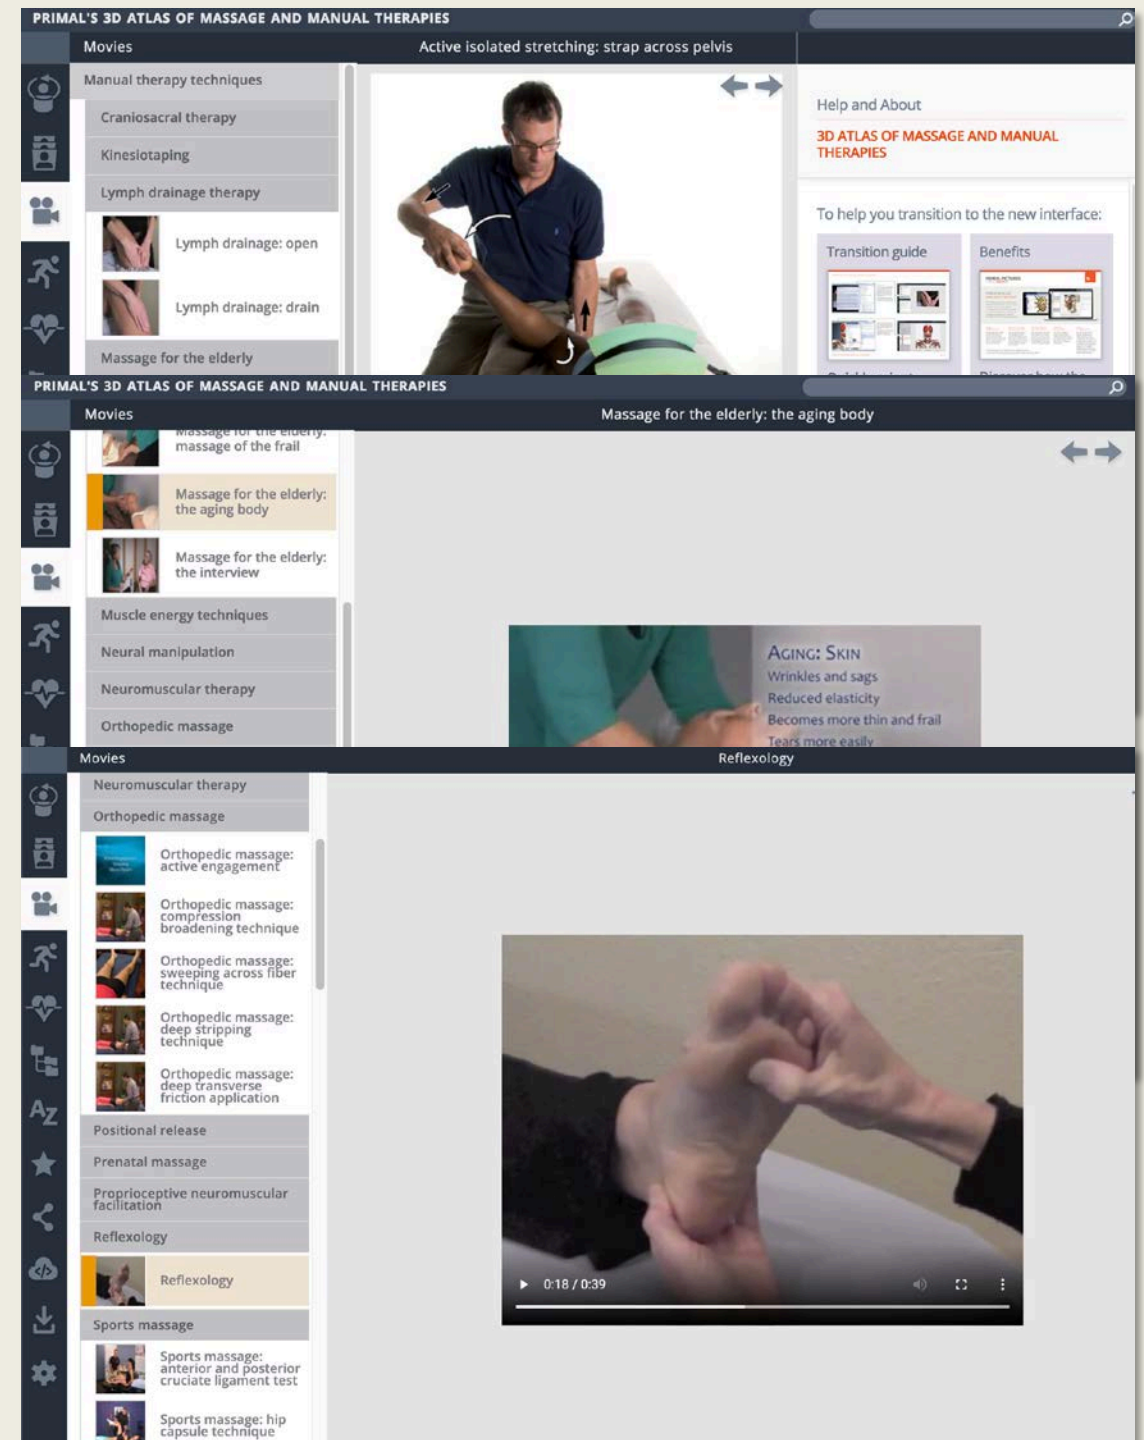 PRIMAL'S 3D ATLAS OF MASSAGE AND MANUAL THERAPIES
Movies
Active isolated stretching: strap across pelvis
Manual therapy techniques
Craniosacral therapy
Kinesiotaping
Lymph drainage therapy
Lymph drainage: open
Lymph drainage: drain
Massage for the elderly
Help and About
3D ATLAS OF MASSAGE AND MANUAL
THERAPIES
To help you transition to the new interface:
Transition guide
Benefits
PRIMAL'S 3D ATLAS OF MASSAGE AND MANUAL THERAPIES
Movies
Massage for the elderly: the aging body
Massage for the elderly:
massage of the frail
Massage for the elderly:
the aging body
Massage for the elderly:
the interview
Muscle energy techniques
Neural manipulation
Neuromuscular therapy
Orthopedic massage
AGING: SKIN
Wrinkles and sags
Reduced elasticity
Becomes more thin and frail
Tears more easily
Movies
Reflexology
Neuromuscular therapy
Orthopedic massage
Orthopedic massage:
active engagement
Orthopedic massage:
compression
broadening technique
Orthopedic massage:
sweeping across fiber
technique
Orthopedic massage:
deep stripping
technique
Orthopedic massage:
deep transverse
friction application
Positional release
Prenatal massage
Proprioceptive neuromuscular
facilitation
Reflexology
Reflexology
Sports massage
Sports massage:
anterior and posterior
cruciate ligament test
Sports massage: hip
capsule technique
AZ
0:18 / 0:39